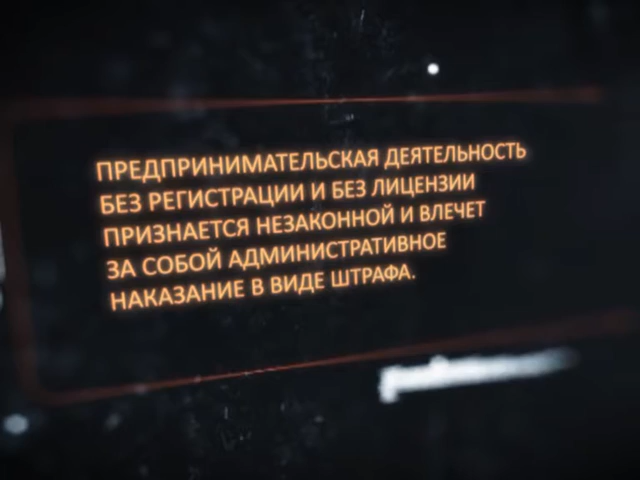 ПРЕДПРИНИМАТЕЛЬСКАЯ ДЕЯТЕЛЬНОСТЬ
БЕЗ РЕГИСТРАЦИИ И БЕЗ ЛИЦЕНЗИИ
ПРИЗНАЕТСЯ НЕЗАКОННОЙ И ВЛЕЧЕТ
ЗА СОБОЙ АДМИНИСТРАТИВНОЕ
НАКАЗАНИЕ В ВИДЕ ШТРАФА.